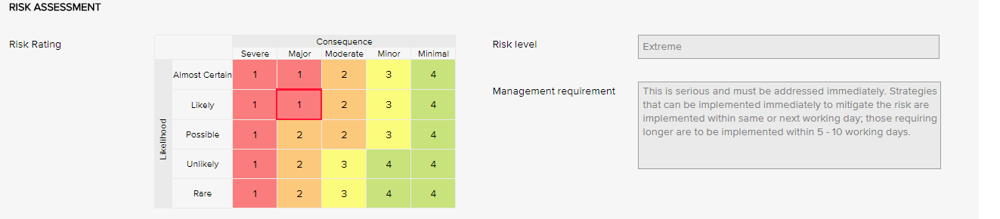 RISK ASSESSMENT
Risk Rating
Consequence
Severe Major Moderate Minor Minimal
Likelihood
Almost Certain 1 1 2 3 4
Likely 1 1 2 3 4
Possible 1 2 2 3 4
Unlikely 1 2 3 4 4
Rare 1 2 3 4 4
Risk level
Extreme
Management requirement
This is serious and must be addressed immediately. Strategies
that can be implemented immediately to mitigate the risk are
implemented within same or next working day; those requiring
longer are to be implemented within 5 - 10 working days.